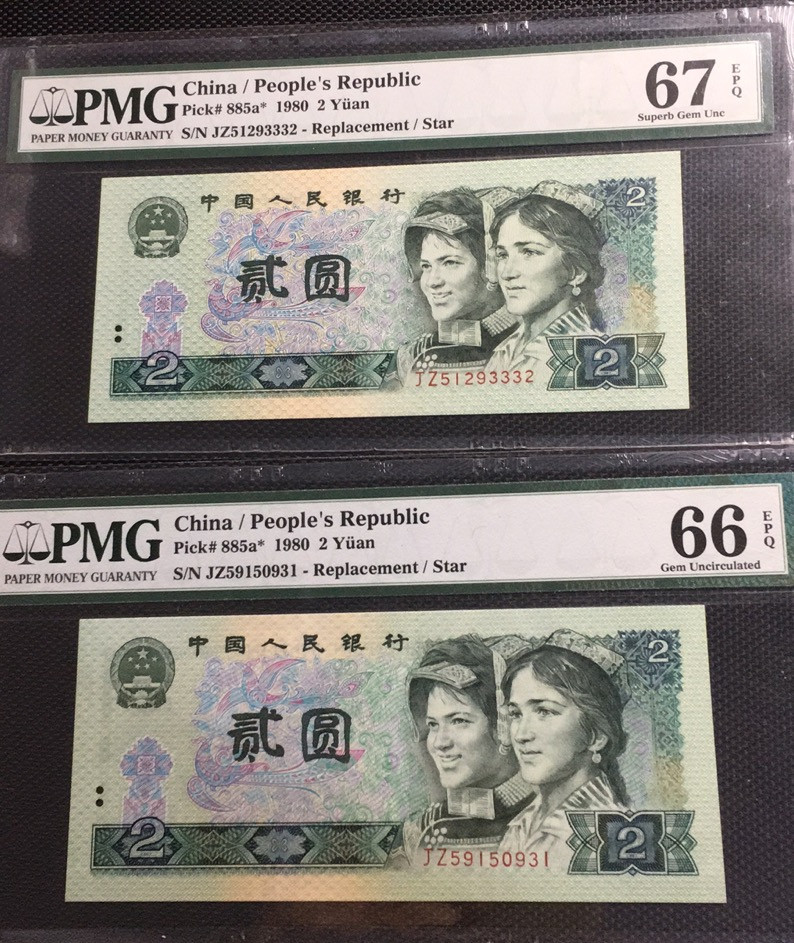 PMG
PAPER MONEY GUARANTY
China / People's Republic
Pick# 885a* 1980 2 Yüan
S/N JZ51293332 - Replacement / Star
67
EPQ
Superb Gem Unc
中国人民银行
2
贰圆
2
JZ51293332
2
PMG
PAPER MONEY GUARANTY
China / People's Republic
Pick# 885a* 1980 2 Yüan
S/N JZ59150931 - Replacement / Star
66
EPQ
Gem Uncirculated
中国人民银行
2
贰圆
2
JZ59150931
2